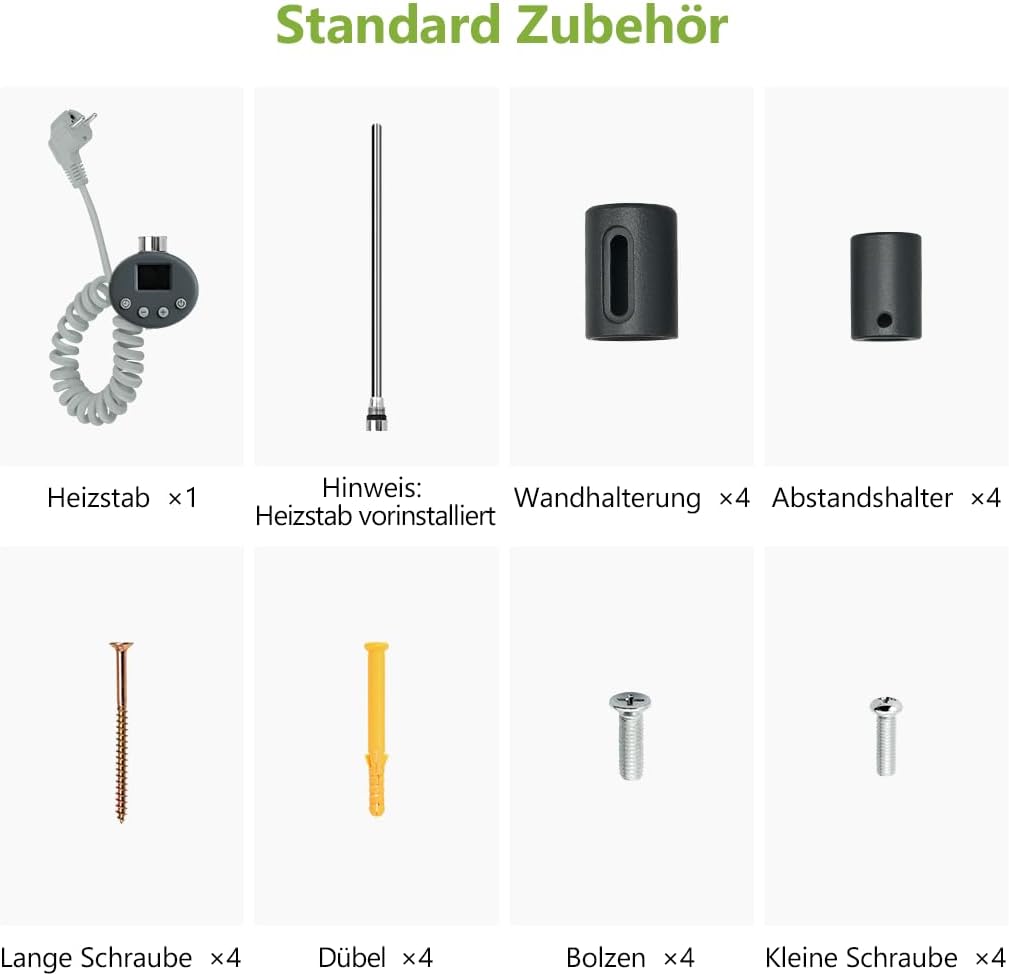 Standard Zubehör
Heizstab ×1
Hinweis:
Heizstab vorinstalliert
Wandhalterung ×4
Abstandshalter ×4
Lange Schraube ×4
Dübel ×4
Bolzen ×4
Kleine Schraube ×4